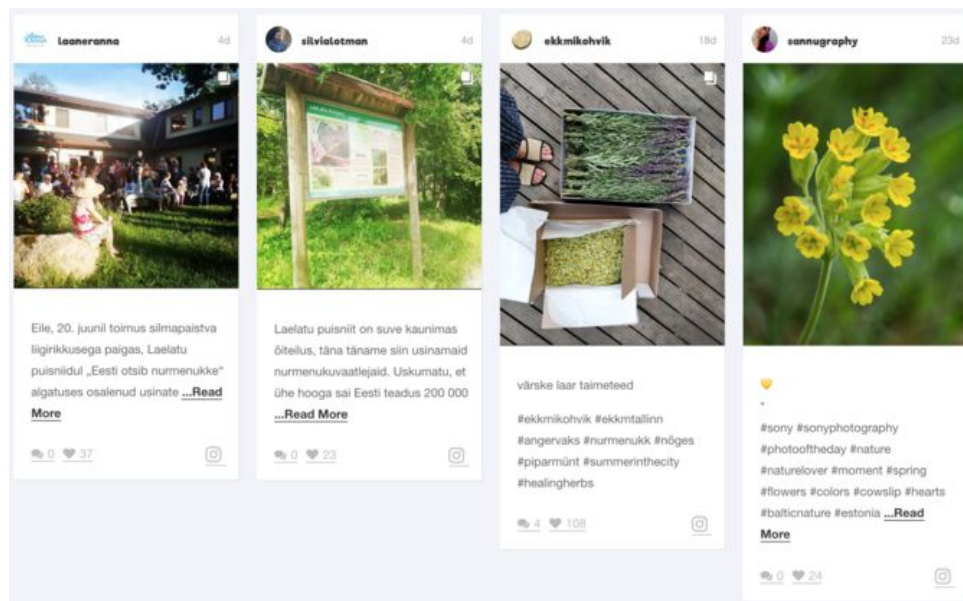 laaneranna 4d
Eile, 20. juunil toimus silmapaistva
liigirikkusega paigas, Laelatu
puisniidul „Eesti otsib nurmenukke“
algatuses osalenud usinate ...Read
More
0 37
silvialotman 4d
LAELATU PUISNIIT
Laelatu puisniit on suve kaunimas
õiteilus, täna täname siin usinamaid
nurmenukuvaatlejaid. Uskumatu, et
ühe hooga sai Eesti teadus 200 000
...Read More
0 23
ekkmikohvik 18d
värske laar taimeteed
#ekkmikohvik #ekkmtallinn
#angervaks #nurmenukk #nõges
#piparmünt #summerinthecity
#healingherbs
4 108
sannugraphy 23d
#sony #sonyphotography
#photooftheday #nature
#naturelover #moment #spring
#flowers #colors #cowslip #hearts
#balticnature #estonia ...Read
More
0 24